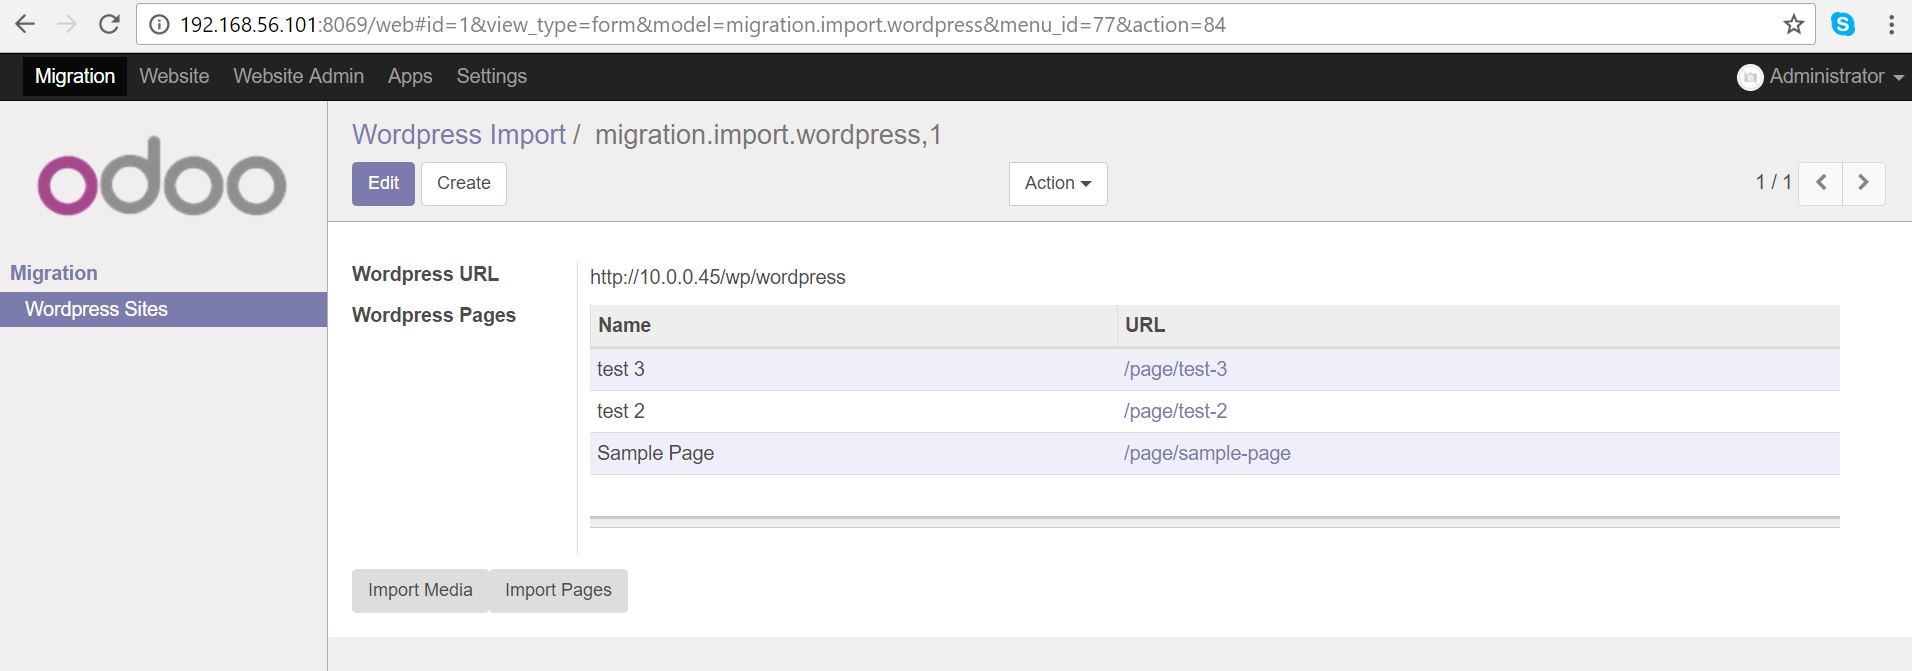 192.168.56.101:8069/web#id=1&view_type=form&model=migration.import.wordpress&menu_id=77&action=84
Migration Website Website Admin Apps Settings Administrator
odoo
Wordpress Import / migration.import.wordpress,1
Edit Create Action 1 / 1
Migration
Wordpress Sites
Wordpress URL http://10.0.0.45/wp/wordpress
Wordpress Pages
Name URL
test 3 /page/test-3
test 2 /page/test-2
Sample Page /page/sample-page
Import Media Import Pages